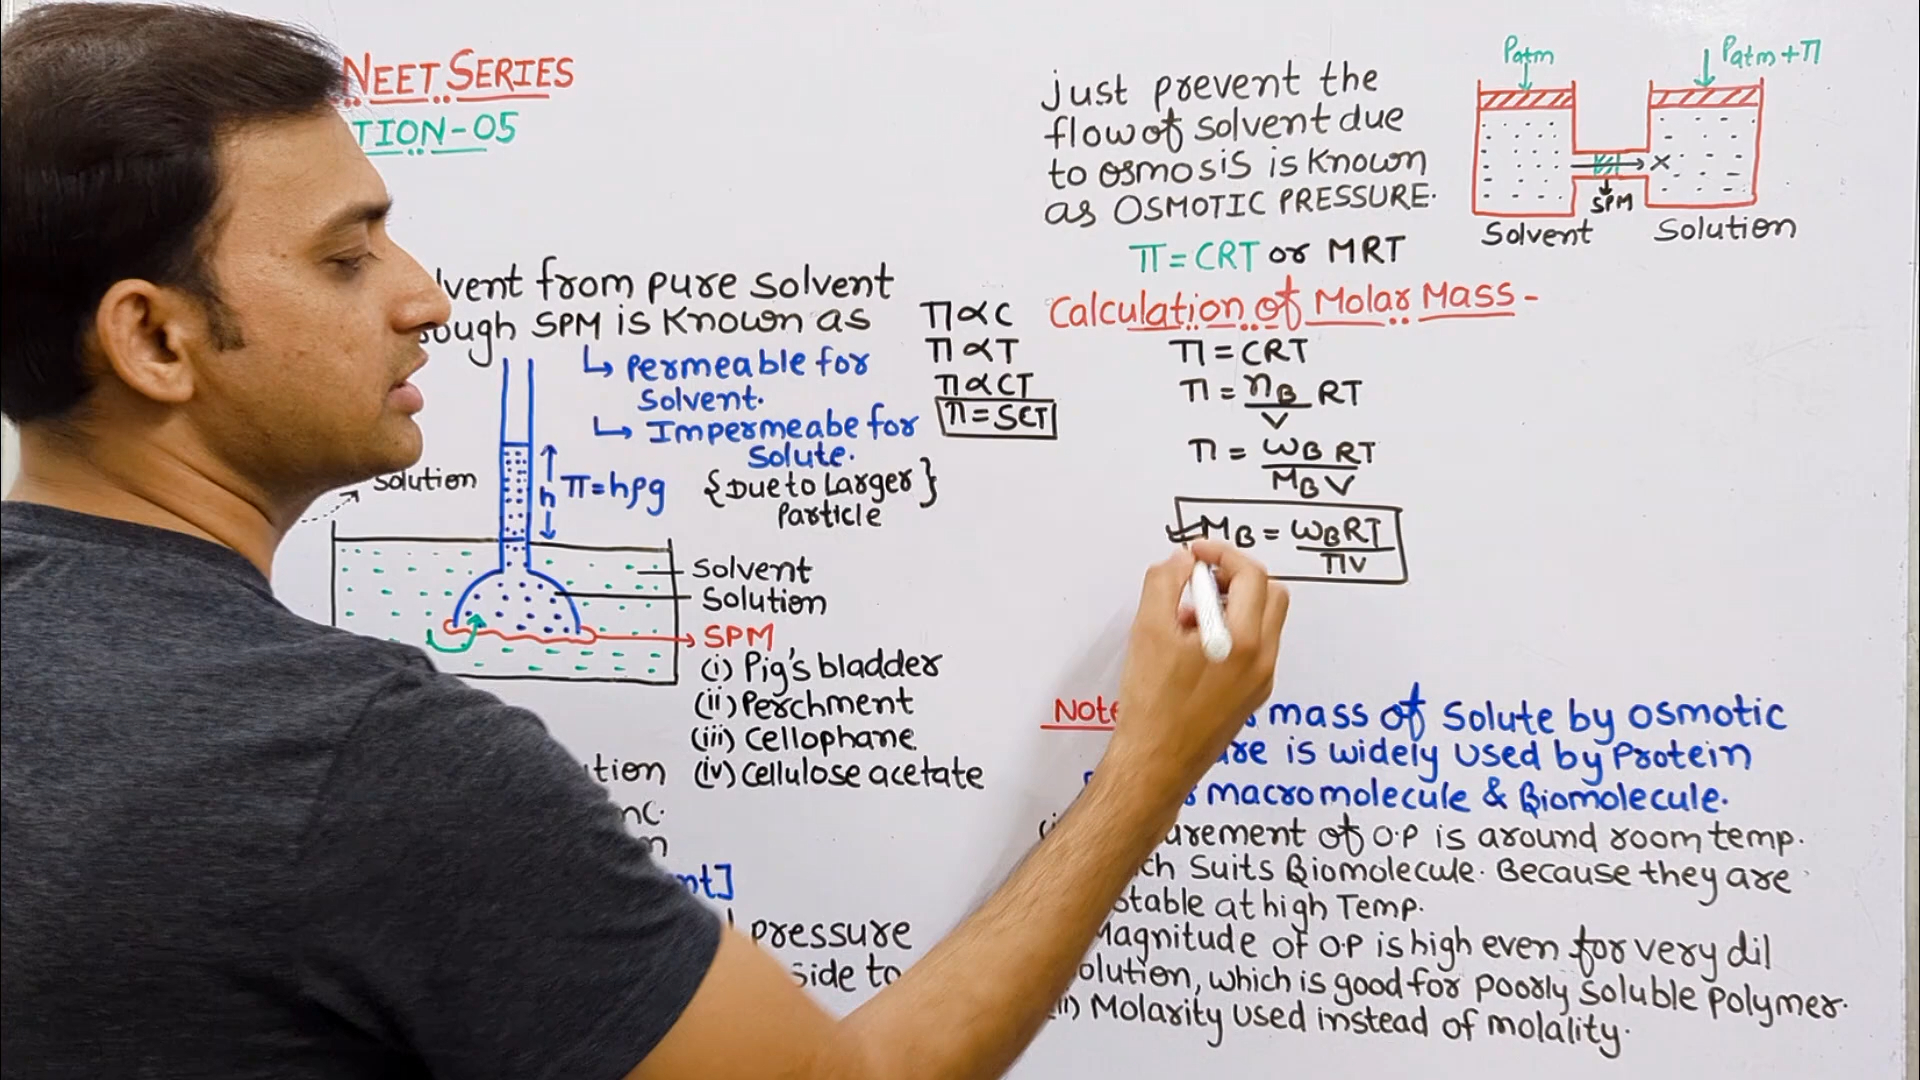 NEET SERIES
TION-05
lvent from pure solvent
ough SPM is known as
↳ Permeable for
Solvent.
↳ Impermeabe for
Solute.
{Due to Larger}
Particle
Solution
h
π=hρg
Solvent
Solution
SPM
(i) Pig's bladder
(ii) Perchment
(iii) Cellophane
(iv) Cellulose acetate
tion
nc.
nt]
pressure
side to
π∝C
π∝T
π∝CT
π=SCT
just prevent the
flow of solvent due
to osmosis is known
as OSMOTIC PRESSURE.
π=CRT or MRT
Patm
Patm+π
SPM
Solvent
Solution
Calculation of Molar Mass-
π=CRT
π=nB/V RT
π=wB RT/MB V
MB=wBRT/πV
Note
mass of solute by osmotic
re is widely used by Protein
macromolecule & Biomolecule.
urement of O.P is around room temp.
ch Suits Biomolecule. Because they are
stable at high Temp.
Magnitude of O.P is high even for very dil
olution, which is good for poorly soluble polymer.
Molarity used instead of molality.